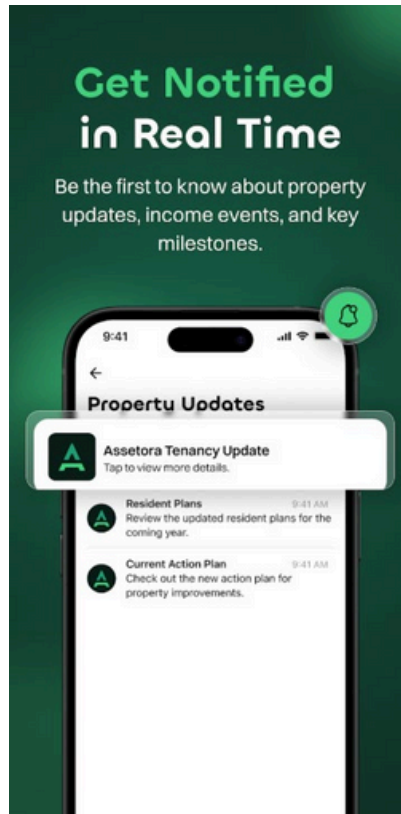 Get Notified
in Real Time
Be the first to know about property
updates, income events, and key
milestones.
9:41
Property Updates
Assetora Tenancy Update
Tap to view more details.
Resident Plans 9:41 AM
Review the updated resident plans for the
coming year.
Current Action Plan 9:41 AM
Check out the new action plan for
property improvements.